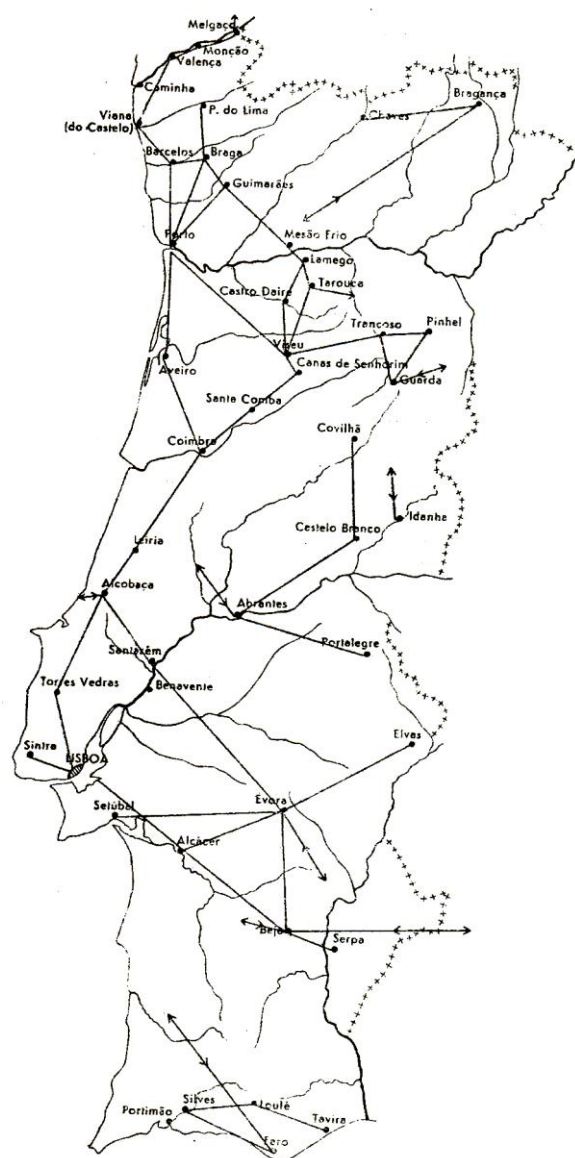 Melgaço
Monção
Valença
Caminha
Bragança
P. do Lima
Chaves
Viana
(do Castelo)
Barcelos
Braga
Guimarães
Porto
Mesão Frio
Lamego
Tarouca
Castro Daire
Trancoso
Pinhel
Viseu
Aveiro
Canas de Senhorim
Guarda
Santa Comba
Covilhã
Coimbra
Idanha
Castelo Branco
Leiria
Alcobaça
Abrantes
Santarém
Portalegre
Torres Vedras
Benavente
Elvas
Sintra
LISBOA
Setúbal
Évora
Alcácer
Beja
Serpa
Silves
Loulé
Portimão
Tavira
Faro